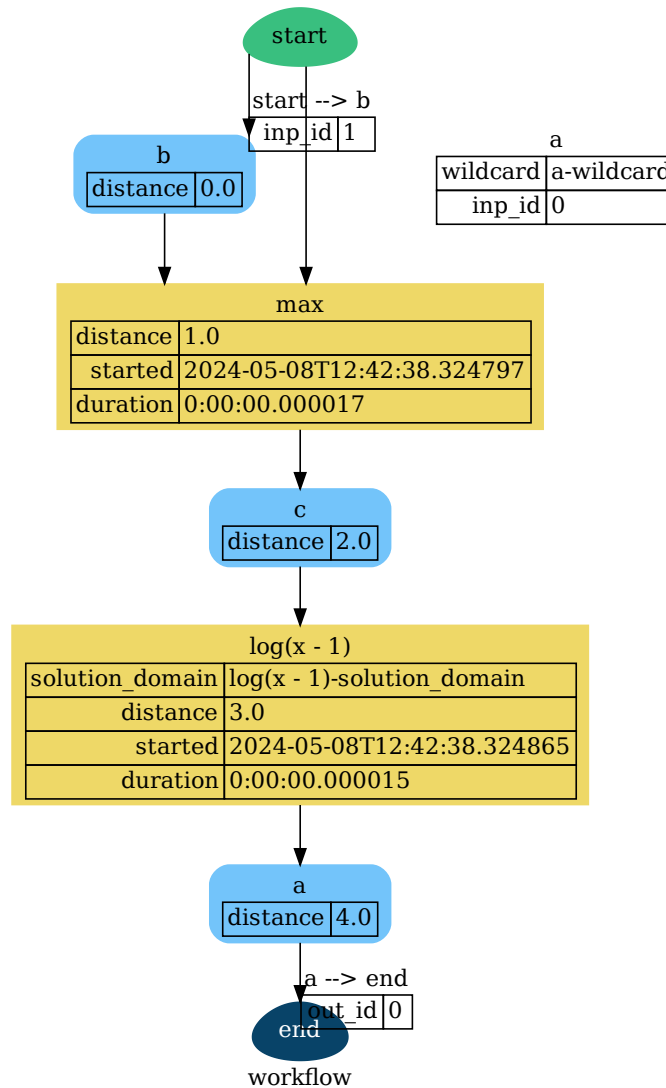 start
start --> b
inp_id 1
a
wildcard a-wildcard
inp_id 0
b
distance 0.0
max
distance 1.0
started 2024-05-08T12:42:38.324797
duration 0:00:00.000017
c
distance 2.0
log(x - 1)
solution_domain log(x - 1)-solution_domain
distance 3.0
started 2024-05-08T12:42:38.324865
duration 0:00:00.000015
a
distance 4.0
a --> end
out_id 0
end
workflow